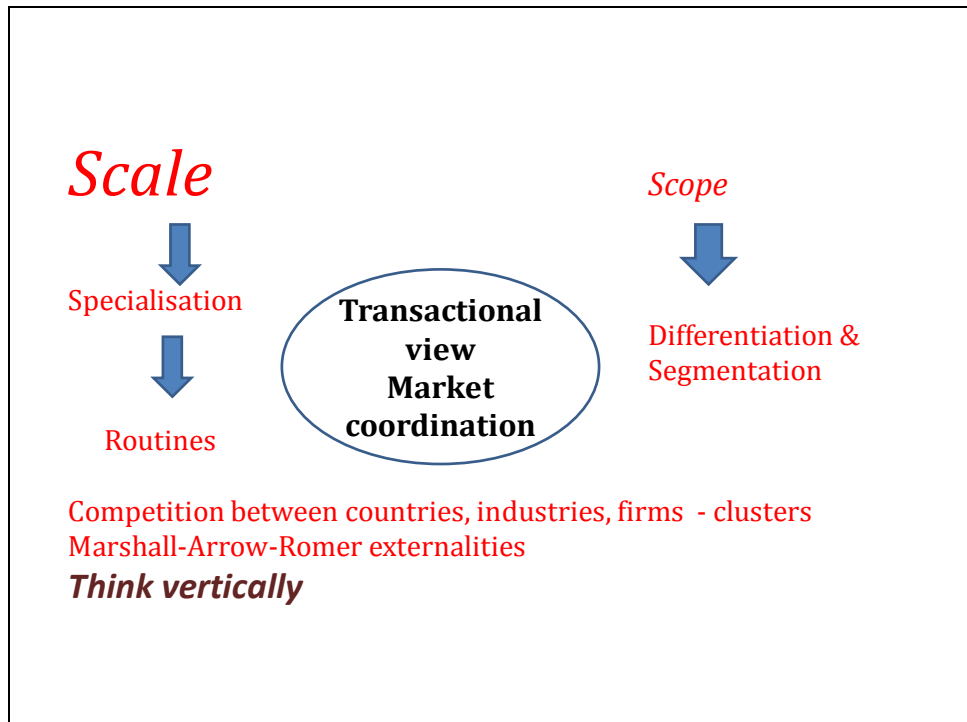 Scale
Scope
Specialisation
Routines
Transactional
view
Market
coordination
Differentiation &
Segmentation
Competition between countries, industries, firms  - clusters
Marshall-Arrow-Romer externalities
Think vertically